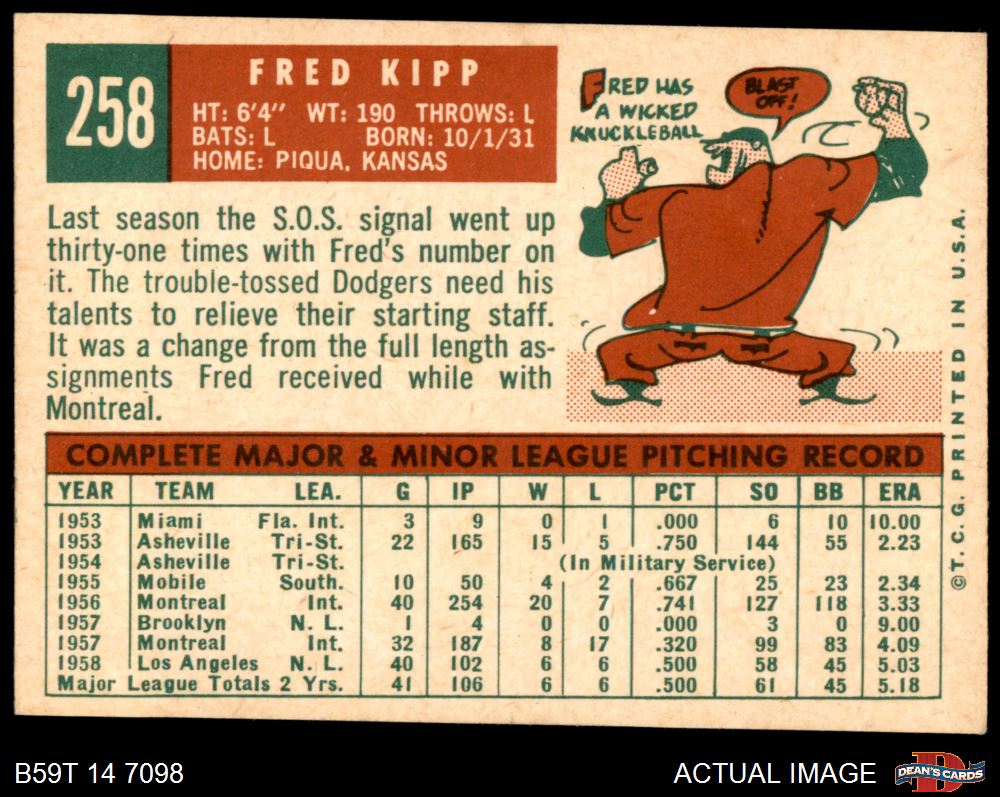 258
FRED KIPP
HT: 6'4" WT: 190 THROWS: L
BATS: L BORN: 10/1/31
HOME: PIQUA, KANSAS
FRED HAS
A WICKED
KNUCKLEBALL
BLAST
OFF!
Last season the S.O.S. signal went up
thirty-one times with Fred's number on
it. The trouble-tossed Dodgers need his
talents to relieve their starting staff.
It was a change from the full length as-
signments Fred received while with
Montreal.
COMPLETE MAJOR & MINOR LEAGUE PITCHING RECORD
YEAR TEAM LEA. G IP W L PCT SO BB ERA
1953 Miami Fla. Int. 3 9 0 1 .000 6 10 10.00
1953 Asheville Tri-St. 22 165 15 5 .750 144 55 2.23
1954 Asheville Tri-St. (In Military Service)
1955 Mobile South. 10 50 4 2 .667 25 23 2.34
1956 Montreal Int. 40 254 20 7 .741 127 118 3.33
1957 Brooklyn N. L. 1 4 0 0 .000 3 0 9.00
1957 Montreal Int. 32 187 8 17 .320 99 83 4.09
1958 Los Angeles N. L. 40 102 6 6 .500 58 45 5.03
Major League Totals 2 Yrs. 41 106 6 6 .500 61 45 5.18
©T. C. G. PRINTED IN U.S.A.
B59T 14 7098
ACTUAL IMAGE
D
DEAN'S CARDS